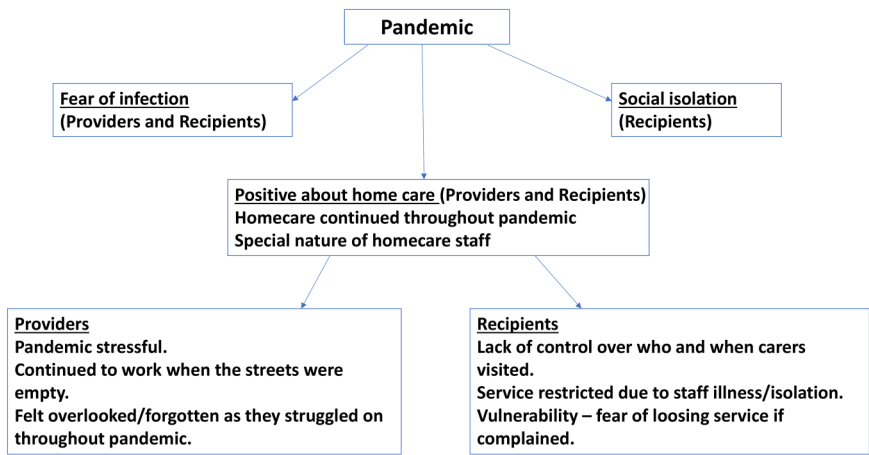 Pandemic
Fear of infection
(Providers and Recipients)
Social isolation
(Recipients)
Positive about home care (Providers and Recipients)
Homecare continued throughout pandemic
Special nature of homecare staff
Providers
Pandemic stressful.
Continued to work when the streets were
empty.
Felt overlooked/forgotten as they struggled on
throughout pandemic.
Recipients
Lack of control over who and when carers
visited.
Service restricted due to staff illness/isolation.
Vulnerability – fear of loosing service if
complained.